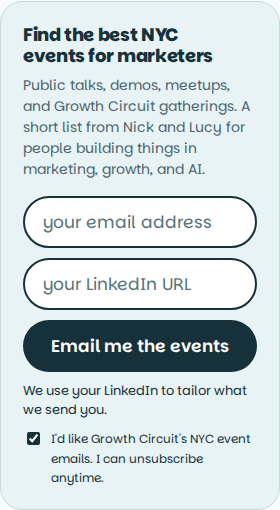 Find the best NYC
events for marketers
Public talks, demos, meetups,
and Growth Circuit gatherings. A
short list from Nick and Lucy for
people building things in
marketing, growth, and AI.
your email address
your LinkedIn URL
Email me the events
We use your LinkedIn to tailor what
we send you.
I'd like Growth Circuit's NYC event
emails. I can unsubscribe
anytime.